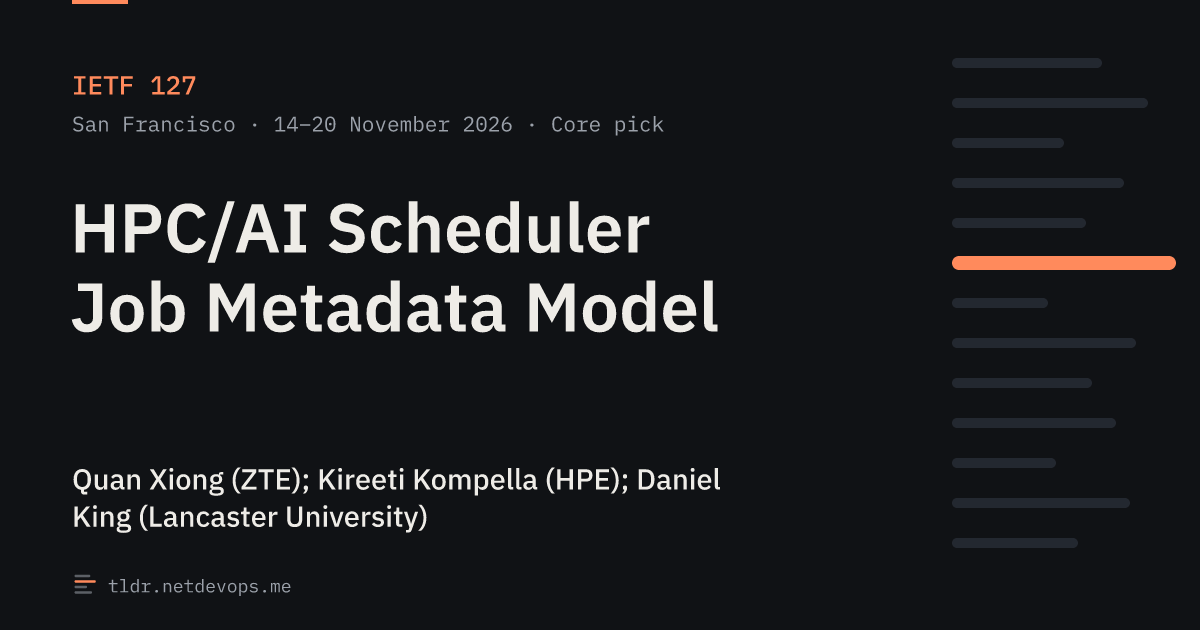 IETF 127
San Francisco · 14–20 November 2026 · Core pick
HPC/AI Scheduler
Job Metadata Model
Quan Xiong (ZTE); Kireeti Kompella (HPE); Daniel
King (Lancaster University)
tldr.netdevops.me